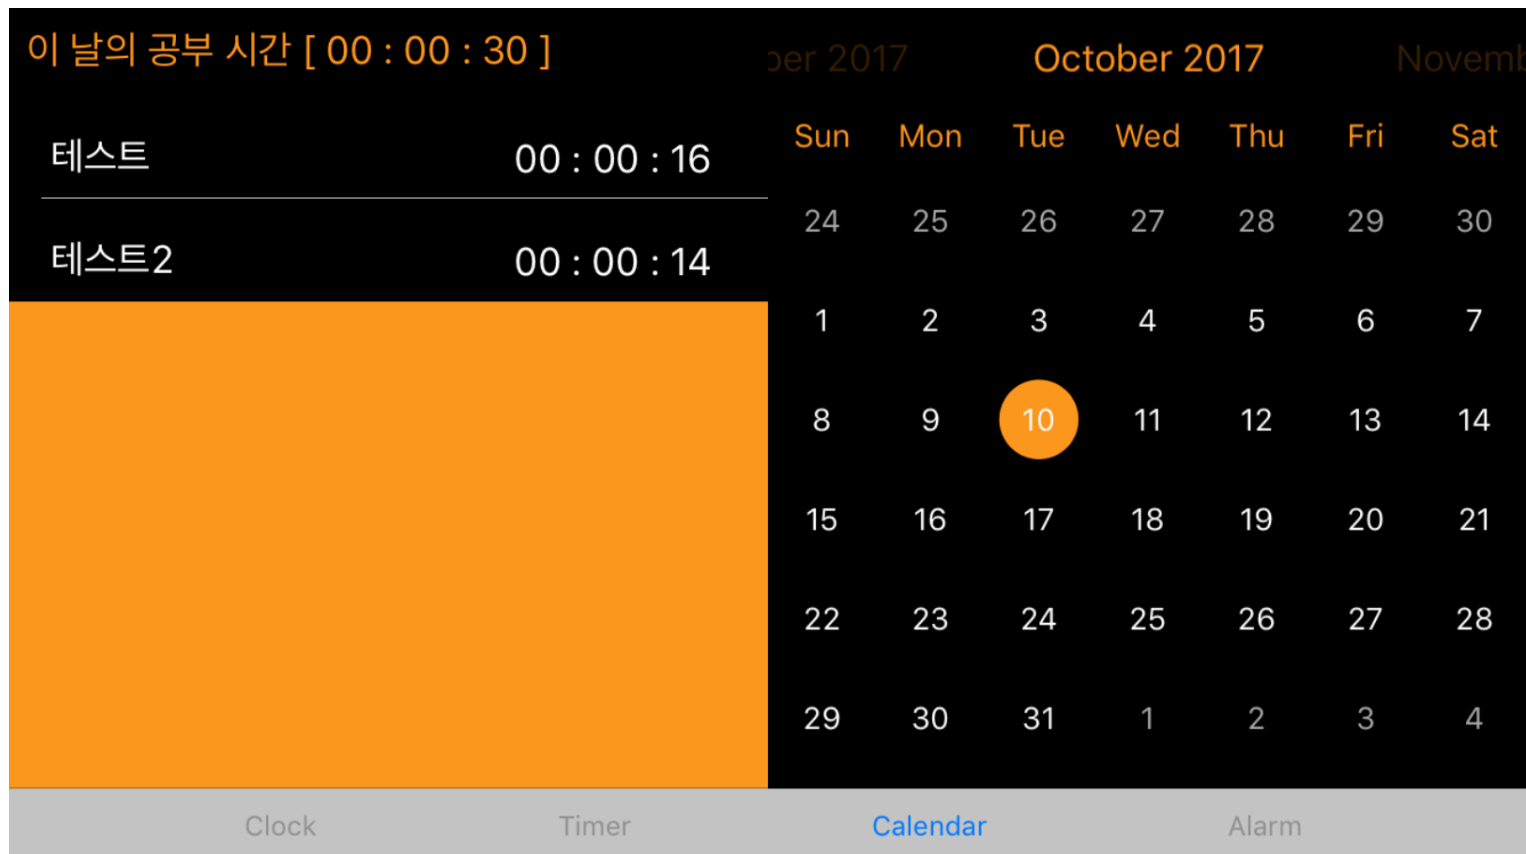 이 날의 공부 시간 [ 00 : 00 : 30 ]
테스트 00 : 00 : 16
테스트2 00 : 00 : 14
ber 2017 October 2017 Novemb
Sun Mon Tue Wed Thu Fri Sat
24 25 26 27 28 29 30
1 2 3 4 5 6 7
8 9 10 11 12 13 14
15 16 17 18 19 20 21
22 23 24 25 26 27 28
29 30 31 1 2 3 4
Clock Timer Calendar Alarm